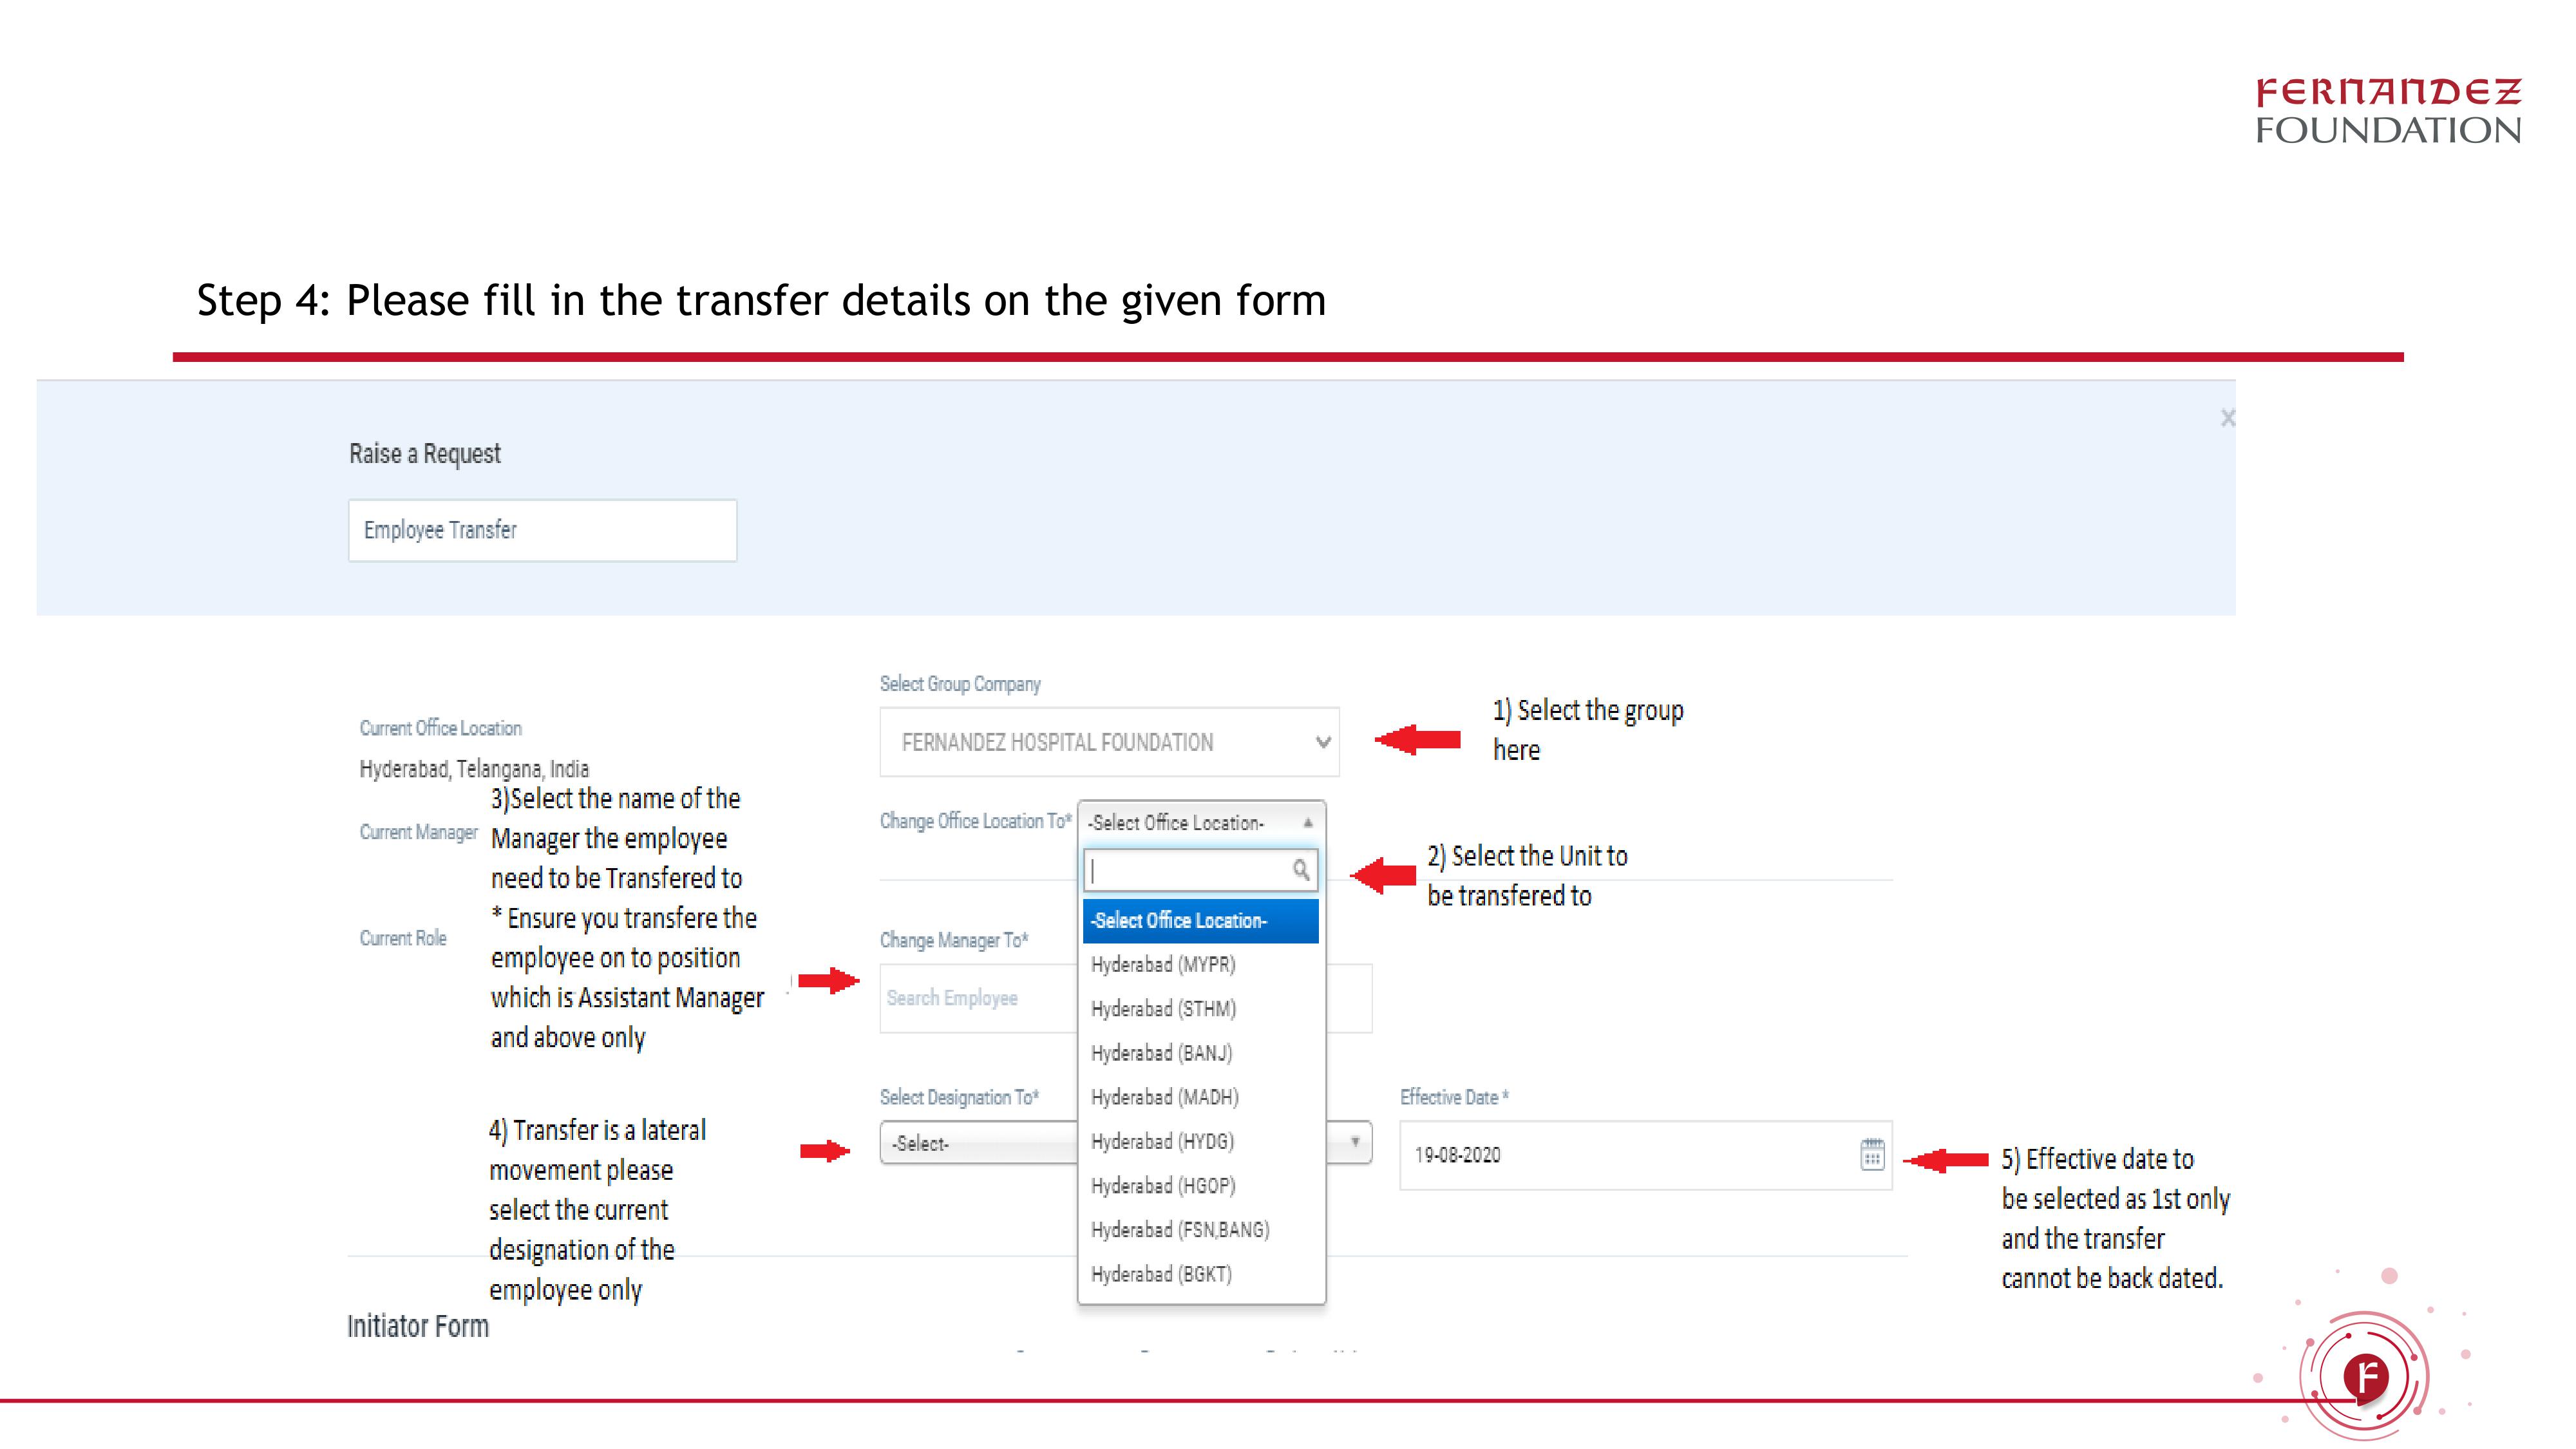 FERNANDEZ
FOUNDATION
Step 4: Please fill in the transfer details on the given form
×
Raise a Request
Employee Transfer
Select Group Company
FERNANDEZ HOSPITAL FOUNDATION
1) Select the group
here
Current Office Location
Hyderabad, Telangana, India
Current Manager
Current Role
3)Select the name of the
Manager the employee
need to be Transfered to
* Ensure you transfere the
employee on to position
which is Assistant Manager
and above only
Change Office Location To*
-Select Office Location-
-Select Office Location-
Hyderabad (MYPR)
Hyderabad (STHM)
Hyderabad (BANJ)
Hyderabad (MADH)
Hyderabad (HYDG)
Hyderabad (HGOP)
Hyderabad (FSN,BANG)
Hyderabad (BGKT)
2) Select the Unit to
be transfered to
Change Manager To*
Search Employee
4) Transfer is a lateral
movement please
select the current
designation of the
employee only
Select Designation To*
-Select-
Effective Date *
19-08-2020
5) Effective date to
be selected as 1st only
and the transfer
cannot be back dated.
Initiator Form
F